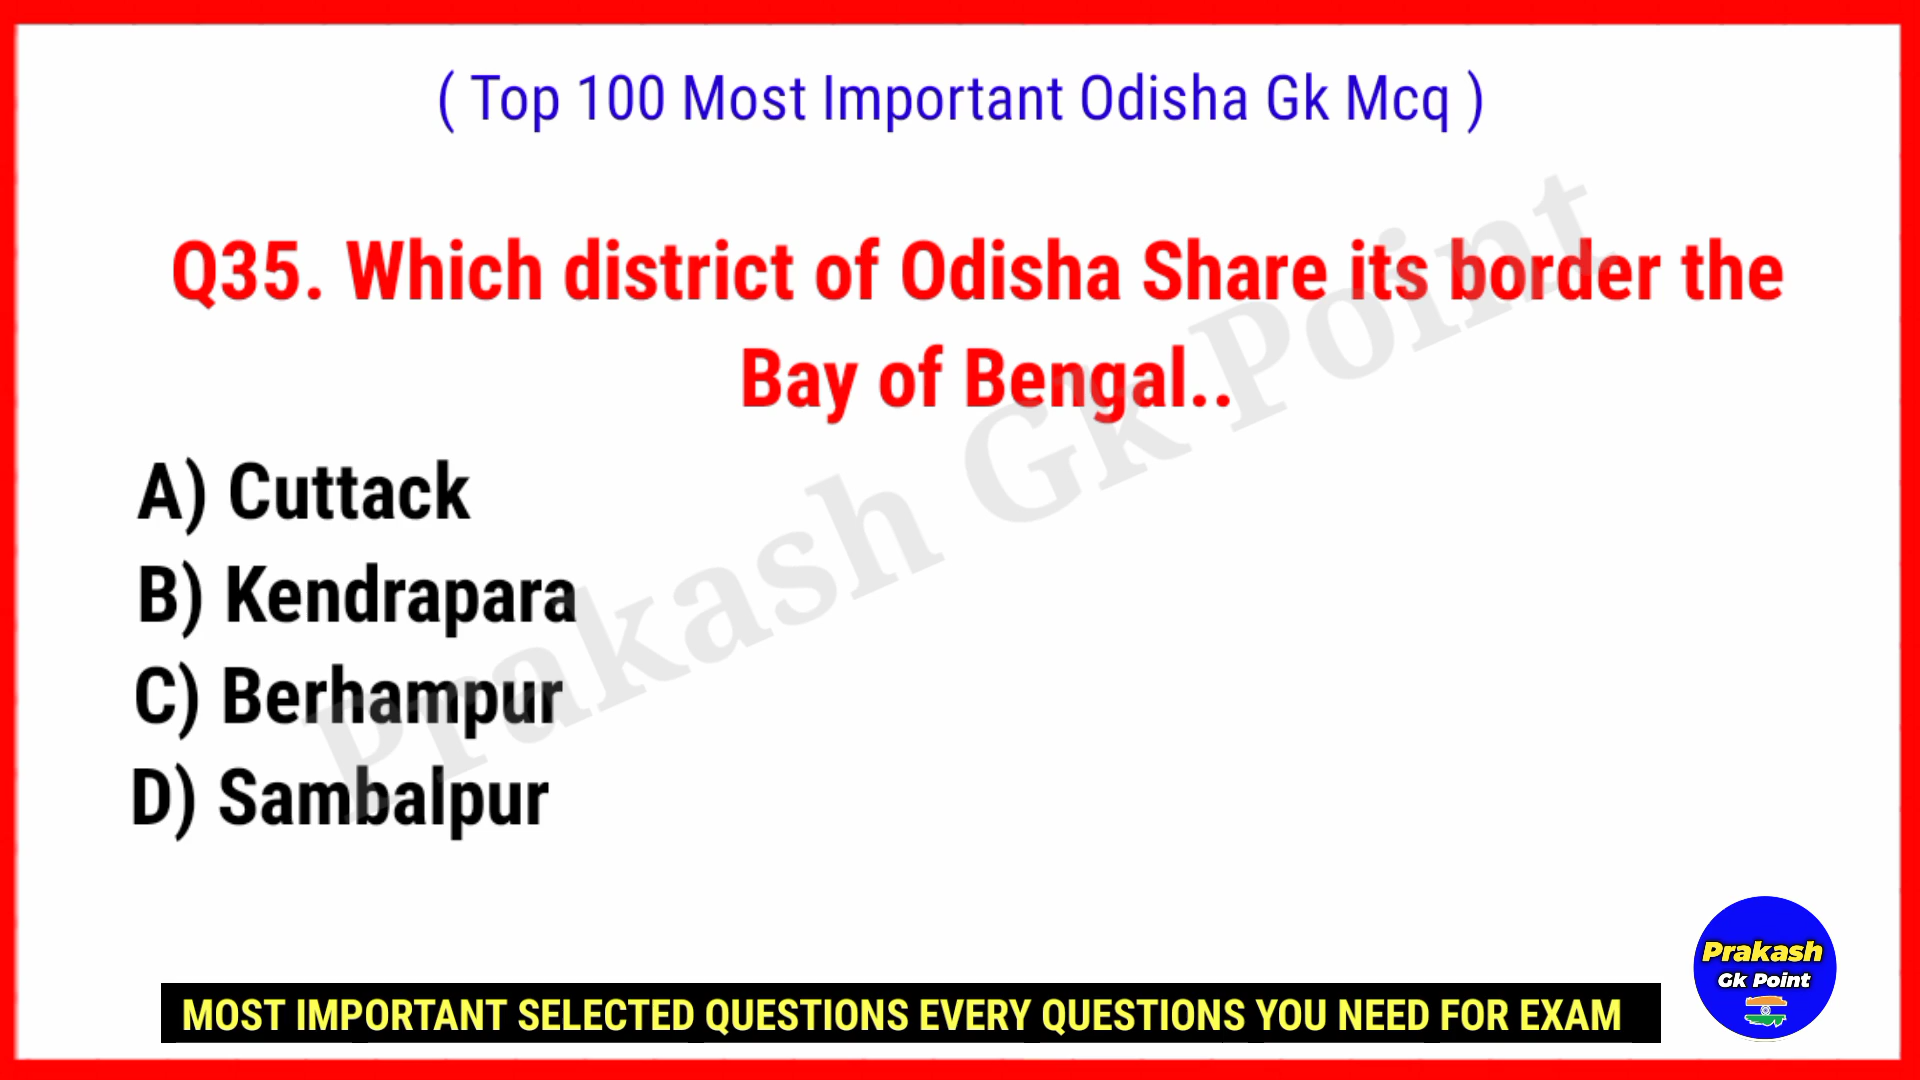 ( Top 100 Most Important Odisha Gk Mcq )
Q35. Which district of Odisha Share its border the
Bay of Bengal..
A) Cuttack
B) Kendrapara
C) Berhampur
D) Sambalpur
Prakash Gk Point
MOST IMPORTANT SELECTED QUESTIONS EVERY QUESTIONS YOU NEED FOR EXAM
Prakash
Gk Point